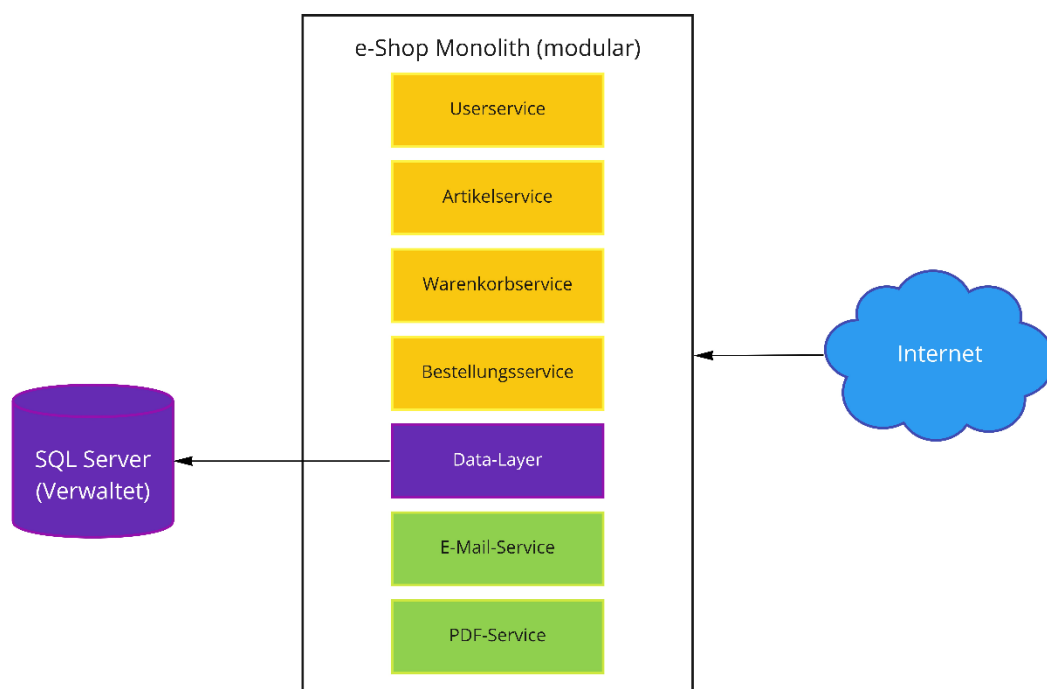 e-Shop Monolith (modular)
Userservice
Artikelservice
Warenkorbservice
Bestellungsservice
Data-Layer
E-Mail-Service
PDF-Service
SQL Server
(Verwaltet)
Internet